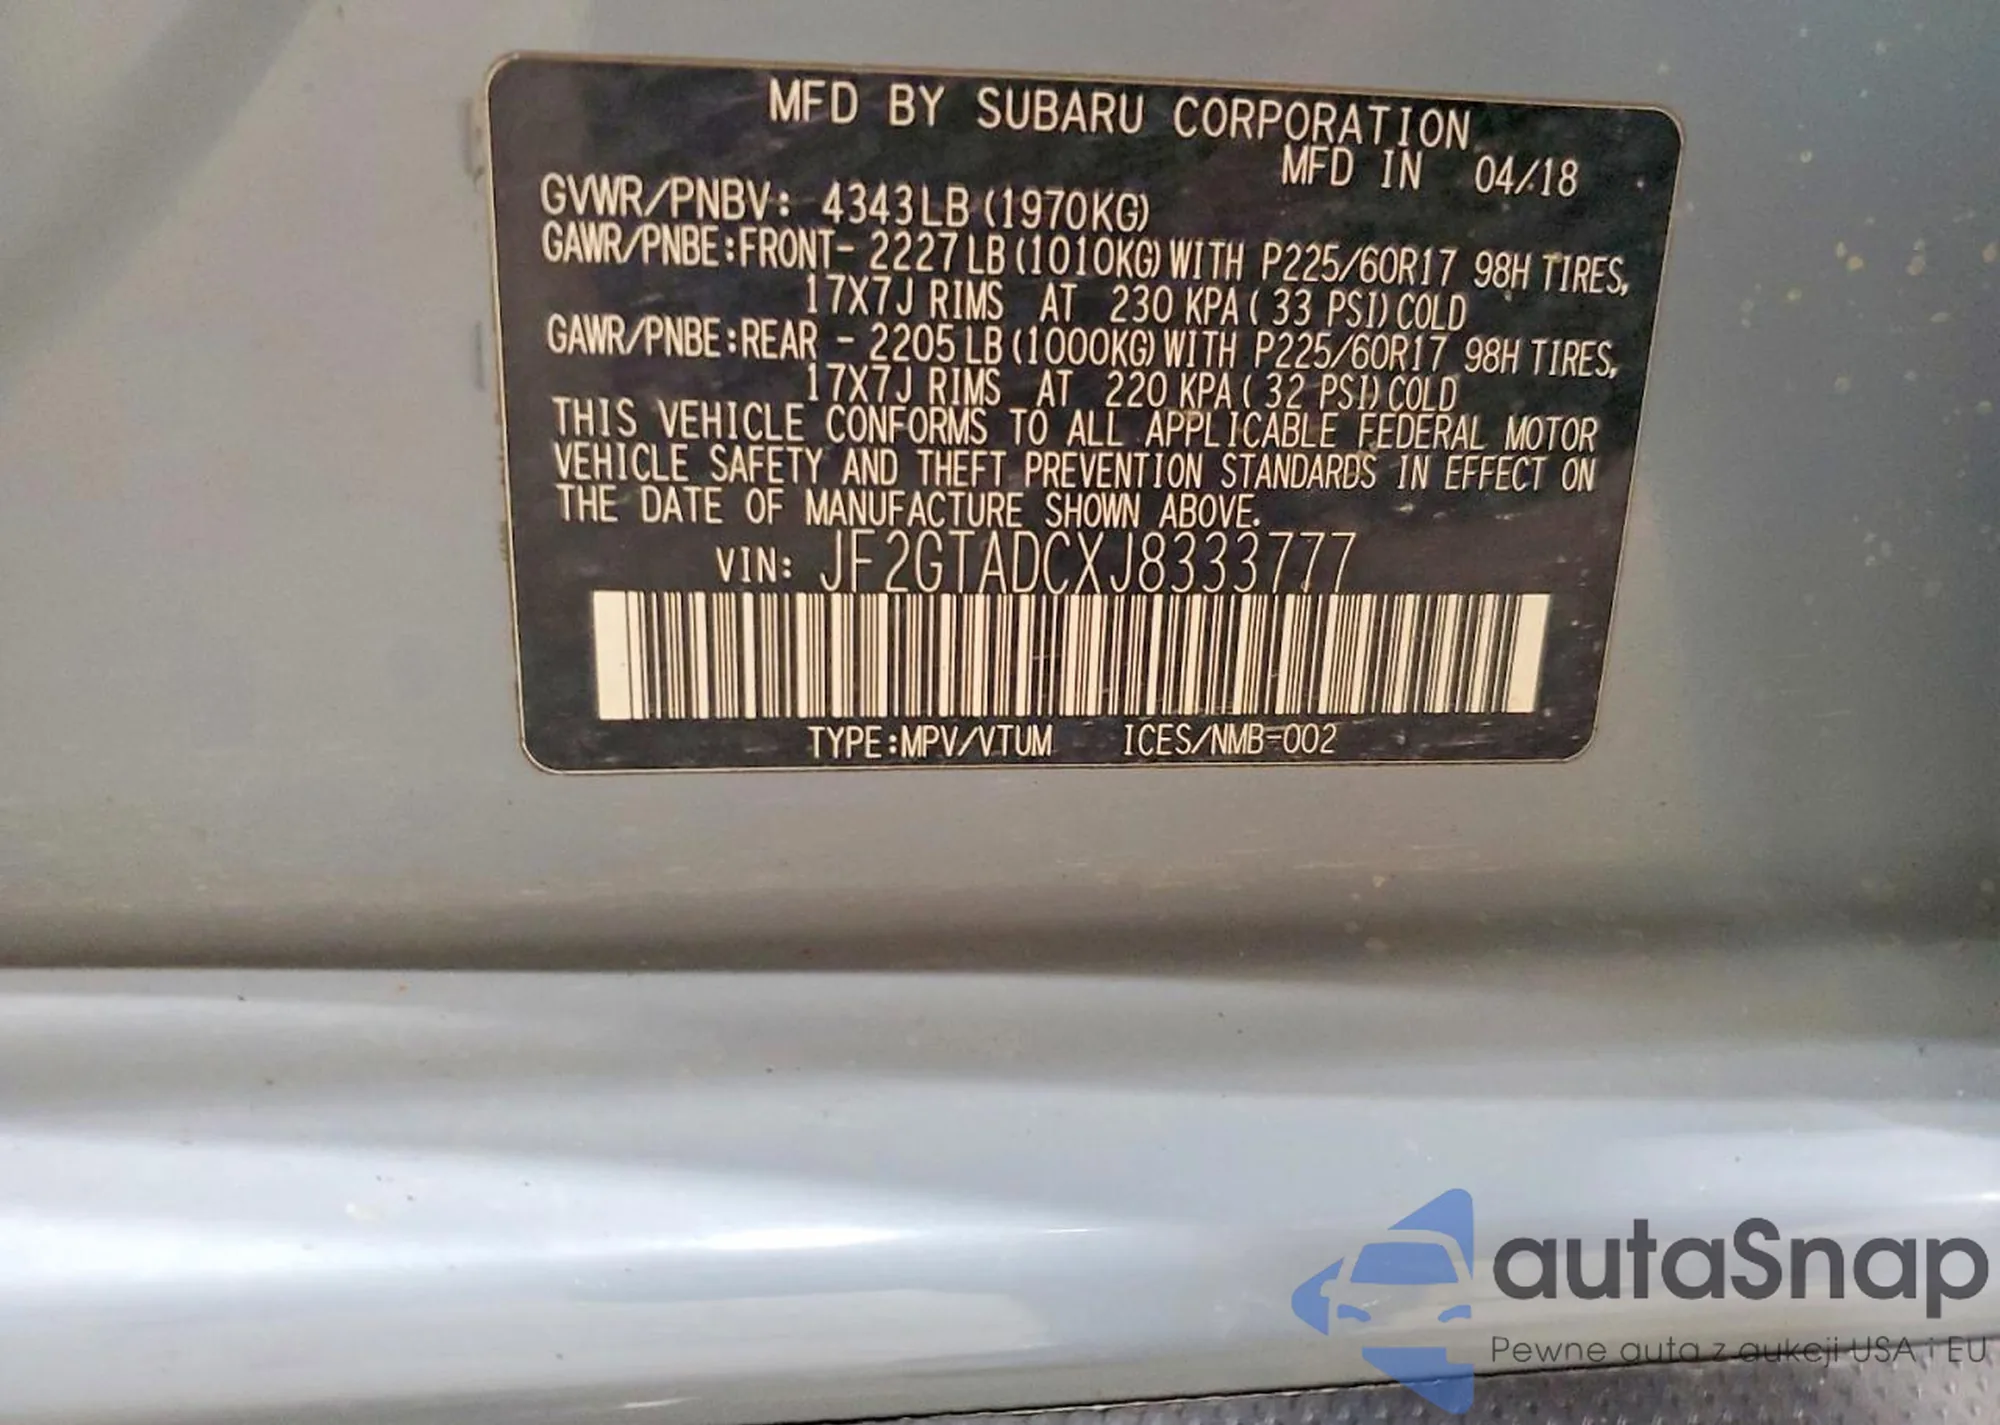 MFD BY SUBARU CORPORATION
MFD IN 04/18
GVWR/PNBV: 4343LB (1970KG)
GAWR/PNBE:FRONT- 2227 LB (1010KG) WITH P225/60R17 98H TIRES,
17X7J RIMS AT 230 KPA ( 33 PSI) COLD
GAWR/PNBE:REAR - 2205 LB (1000KG) WITH P225/60R17 98H TIRES,
17X7J RIMS AT 220 KPA ( 32 PSI) COLD
THIS VEHICLE CONFORMS TO ALL APPLICABLE FEDERAL MOTOR
VEHICLE SAFETY AND THEFT PREVENTION STANDARDS IN EFFECT ON
THE DATE OF MANUFACTURE SHOWN ABOVE.
VIN: JF2GTADCXJ8333777
TYPE:MPV/VTUM ICES/NMB-002
autaSnap
Pewne auta z aukcji USA i EU